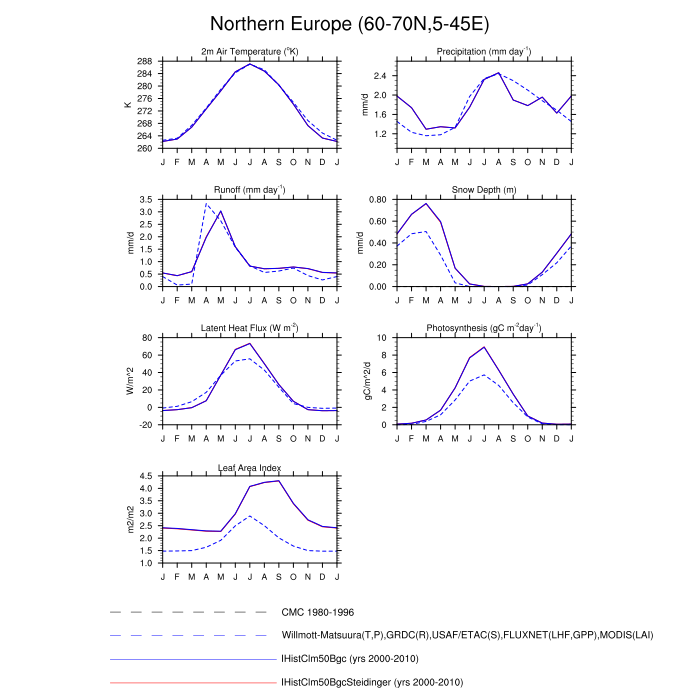 Northern Europe (60-70N,5-45E)
2m Air Temperature (°K)
K
288
284
280
276
272
268
264
260
J F M A M J J A S O N D J
Precipitation (mm day⁻¹)
mm/d
2.4
2.0
1.6
1.2
J F M A M J J A S O N D J
Runoff (mm day⁻¹)
mm/d
3.5
3.0
2.5
2.0
1.5
1.0
0.5
0.0
J F M A M J J A S O N D J
Snow Depth (m)
mm/d
0.80
0.60
0.40
0.20
0.00
J F M A M J J A S O N D J
Latent Heat Flux (W m⁻²)
W/m^2
80
60
40
20
0
-20
J F M A M J J A S O N D J
Photosynthesis (gC m⁻²day⁻¹)
gC/m^2/d
10
8
6
4
2
0
J F M A M J J A S O N D J
Leaf Area Index
m2/m2
4.5
4.0
3.5
3.0
2.5
2.0
1.5
1.0
J F M A M J J A S O N D J
CMC 1980-1996
Willmott-Matsuura(T,P),GRDC(R),USAF/ETAC(S),FLUXNET(LHF,GPP),MODIS(LAI)
IHistClm50Bgc (yrs 2000-2010)
IHistClm50BgcSteidinger (yrs 2000-2010)